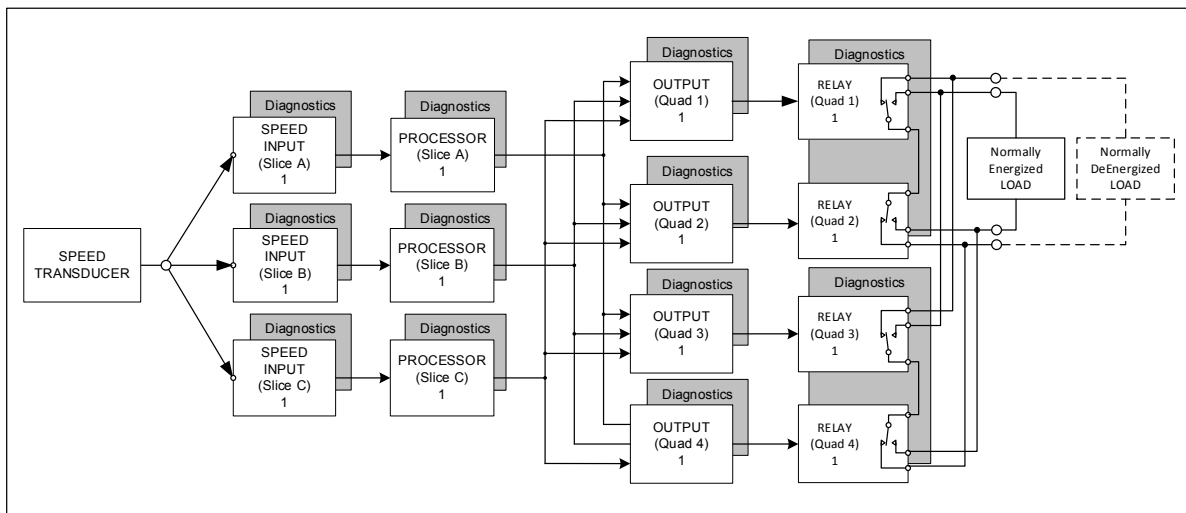 SPEED
TRANSDUCER
Diagnostics
SPEED
INPUT
(Slice A)
1
Diagnostics
PROCESSOR
(Slice A)
1
Diagnostics
SPEED
INPUT
(Slice B)
1
Diagnostics
PROCESSOR
(Slice B)
1
Diagnostics
SPEED
INPUT
(Slice C)
1
Diagnostics
PROCESSOR
(Slice C)
1
Diagnostics
OUTPUT
(Quad 1)
1
Diagnostics
RELAY
(Quad 1)
1
Diagnostics
OUTPUT
(Quad 2)
1
RELAY
(Quad 2)
1
Diagnostics
OUTPUT
(Quad 3)
1
Diagnostics
RELAY
(Quad 3)
1
Diagnostics
OUTPUT
(Quad 4)
1
RELAY
(Quad 4)
1
Normally
Energized
LOAD
Normally
DeEnergized
LOAD